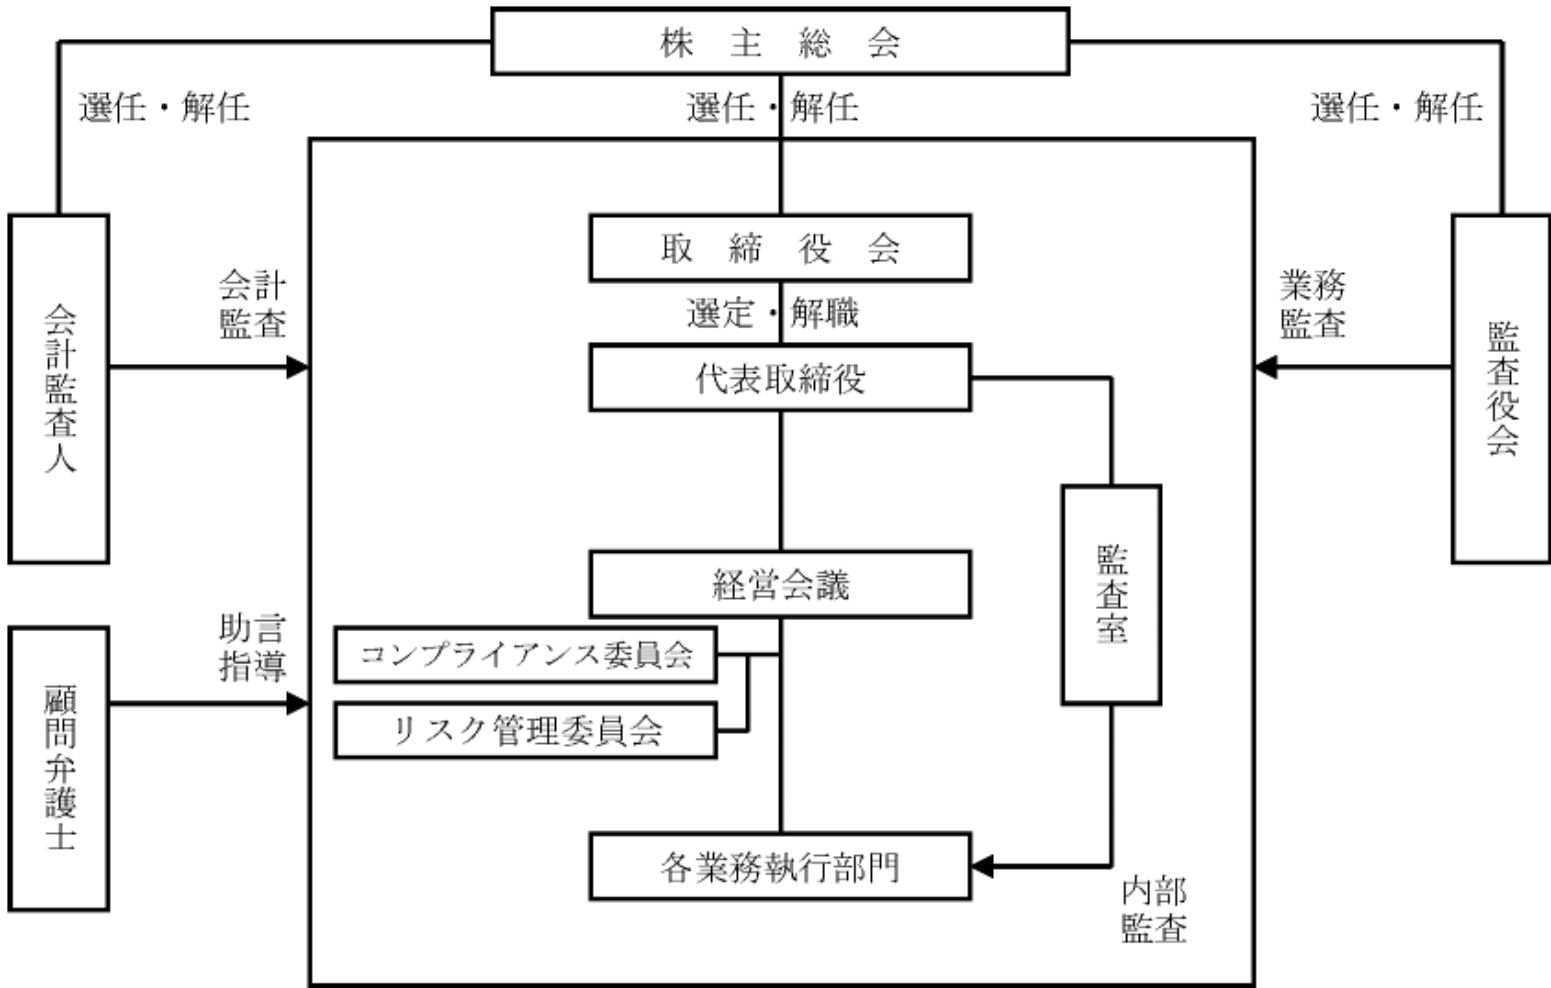 株主総会
選任・解任
選任・解任
選任・解任
取締役会
会計
監査
選定・解職
業務
監査
会計監査人
代表取締役
監査役会
経営会議
監査室
助言
指導
コンプライアンス委員会
リスク管理委員会
顧問弁護士
各業務執行部門
内部
監査